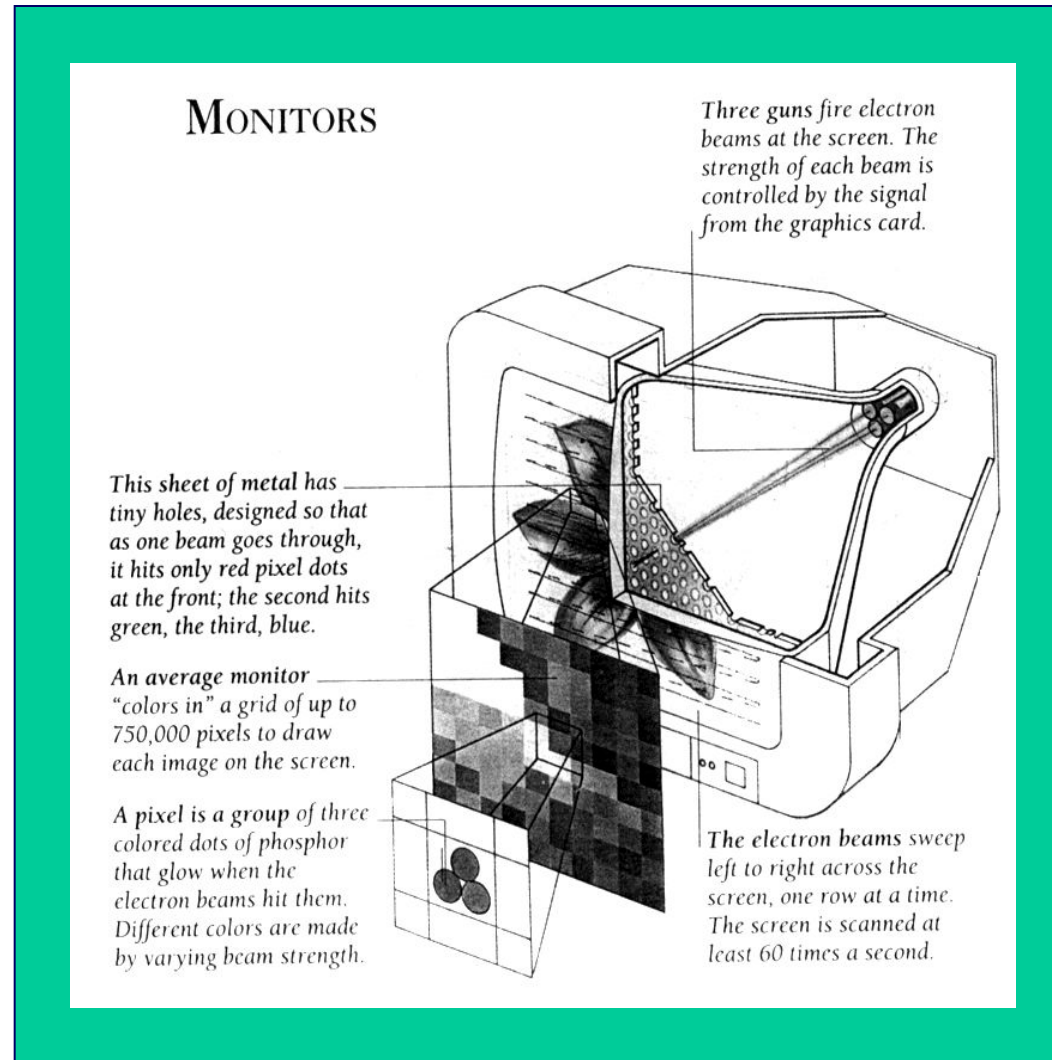 MONITORS
Three guns fire electron
beams at the screen. The
strength of each beam is
controlled by the signal
from the graphics card.
This sheet of metal has
tiny holes, designed so that
as one beam goes through,
it hits only red pixel dots
at the front; the second hits
green, the third, blue.
An average monitor
“colors in” a grid of up to
750,000 pixels to draw
each image on the screen.
A pixel is a group of three
colored dots of phosphor
that glow when the
electron beams hit them.
Different colors are made
by varying beam strength.
The electron beams sweep
left to right across the
screen, one row at a time.
The screen is scanned at
least 60 times a second.